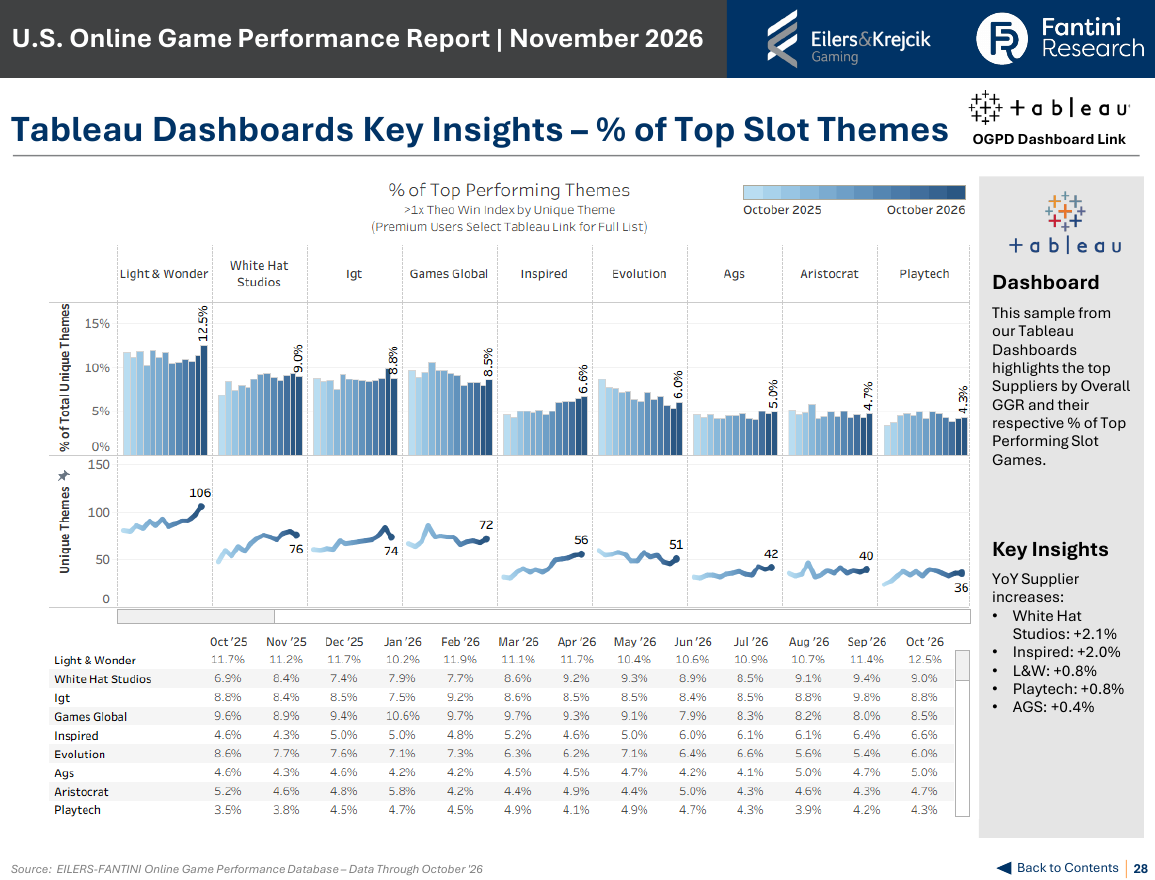 U.S. Online Game Performance Report | November 2026
Eilers&Krejcik
Gaming
Fantini
Research
Tableau Dashboards Key Insights – % of Top Slot Themes
+ableau
OGPD Dashboard Link
% of Top Performing Themes
>1x Theo Win Index by Unique Theme
(Premium Users Select Tableau Link for Full List)
October 2025 October 2026
Light & Wonder
White Hat
Studios
Igt
Games Global
Inspired
Evolution
Ags
Aristocrat
Playtech
% of Total Unique Themes
15%
10%
5%
0%
12.5%
9.0%
8.8%
8.5%
6.6%
6.0%
5.0%
4.7%
4.3%
Unique Themes
150
100
50
0
106
76
74
72
56
51
42
40
36
Oct '25 Nov '25 Dec '25 Jan '26 Feb '26 Mar '26 Apr '26 May '26 Jun '26 Jul '26 Aug '26 Sep '26 Oct '26
Light & Wonder 11.7% 11.2% 11.7% 10.2% 11.9% 11.1% 11.7% 10.4% 10.6% 10.9% 10.7% 11.4% 12.5%
White Hat Studios 6.9% 8.4% 7.4% 7.9% 7.7% 8.6% 9.2% 9.3% 8.9% 8.5% 9.1% 9.4% 9.0%
Igt 8.8% 8.4% 8.5% 7.5% 9.2% 8.6% 8.5% 8.5% 8.4% 8.5% 8.8% 9.8% 8.8%
Games Global 9.6% 8.9% 9.4% 10.6% 9.7% 9.7% 9.3% 9.1% 7.9% 8.3% 8.2% 8.0% 8.5%
Inspired 4.6% 4.3% 5.0% 5.0% 4.8% 5.2% 4.6% 5.0% 6.0% 6.1% 6.1% 6.4% 6.6%
Evolution 8.6% 7.7% 7.6% 7.1% 7.3% 6.3% 6.2% 7.1% 6.4% 6.6% 5.6% 5.4% 6.0%
Ags 4.6% 4.3% 4.6% 4.2% 4.2% 4.5% 4.5% 4.7% 4.2% 4.1% 5.0% 4.7% 5.0%
Aristocrat 5.2% 4.6% 4.8% 5.8% 4.2% 4.4% 4.9% 4.4% 5.0% 4.3% 4.6% 4.3% 4.7%
Playtech 3.5% 3.8% 4.5% 4.7% 4.5% 4.9% 4.1% 4.9% 4.7% 4.3% 3.9% 4.2% 4.3%
+ableau
Dashboard
This sample from
our Tableau
Dashboards
highlights the top
Suppliers by Overall
GGR and their
respective % of Top
Performing Slot
Games.
Key Insights
YoY Supplier
increases:
• White Hat
Studios: +2.1%
• Inspired: +2.0%
• L&W: +0.8%
• Playtech: +0.8%
• AGS: +0.4%
Source: EILERS-FANTINI Online Game Performance Database – Data Through October '26
Back to Contents | 28